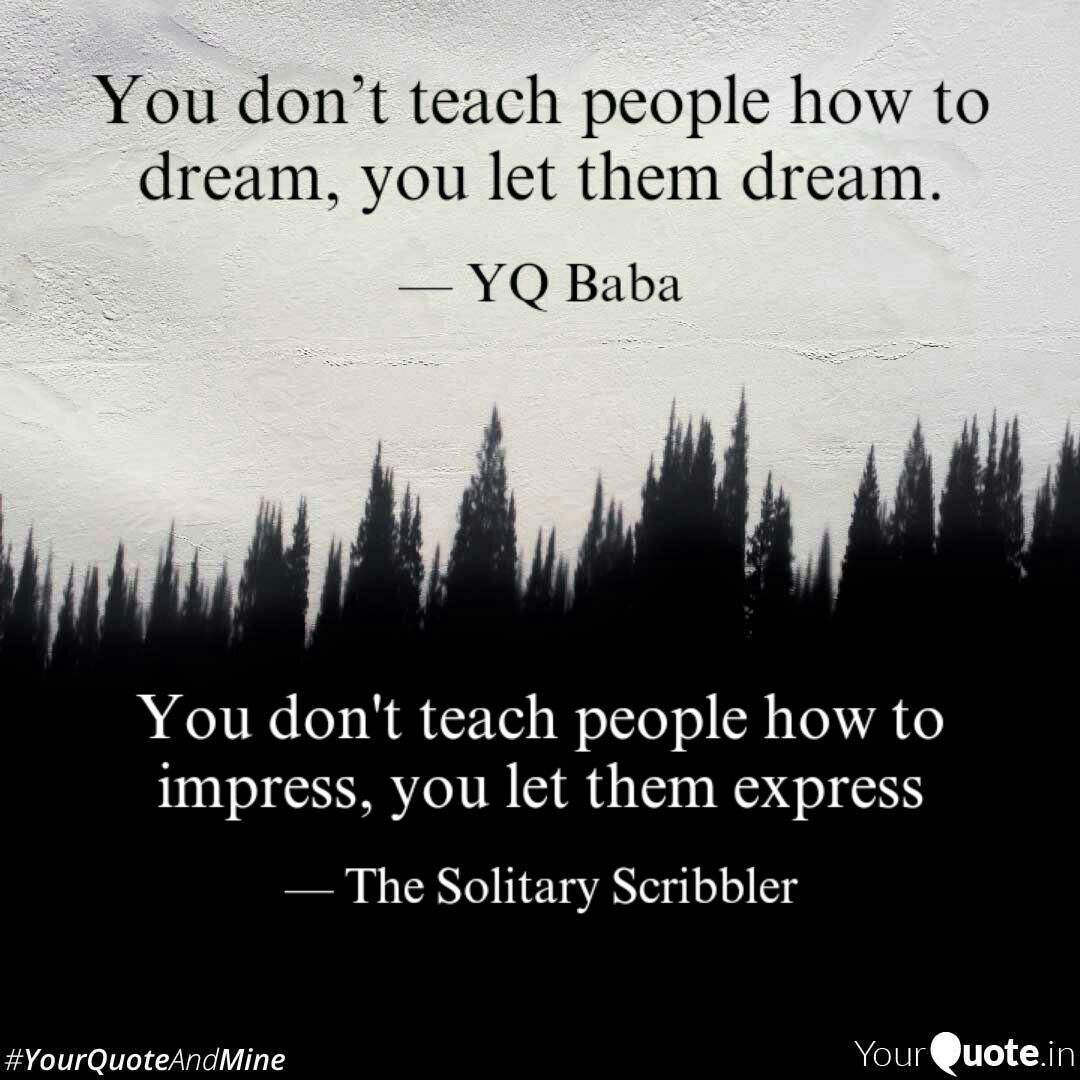 You don’t teach people how to
dream, you let them dream.
— YQ Baba
You don't teach people how to
impress, you let them express
— The Solitary Scribbler
#YourQuoteAndMine
YourQuote.in